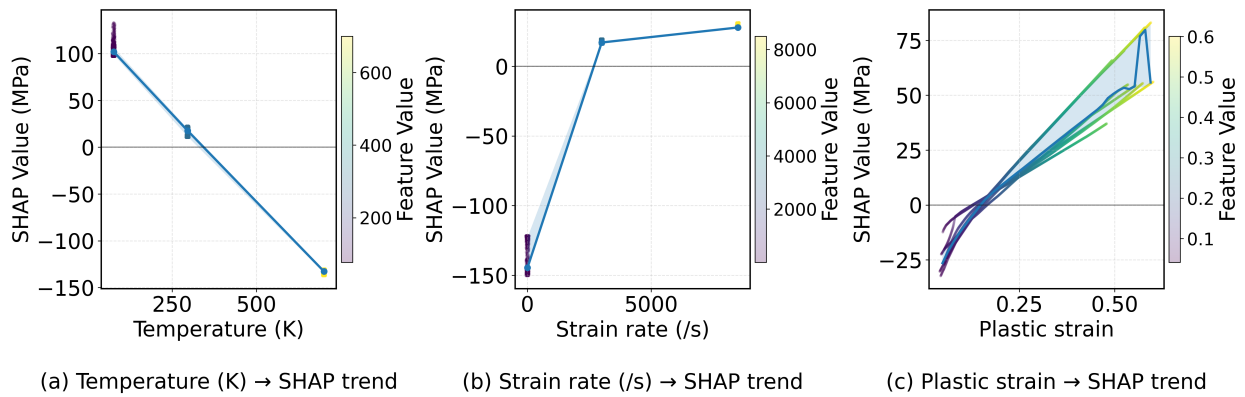 SHAP Value (MPa)
100
50
0
−50
−100
−150
250
500
Temperature (K)
600
400
200
Feature Value
SHAP Value (MPa)
0
−50
−100
−150
0
5000
Strain rate (/s)
8000
6000
4000
2000
Feature Value
SHAP Value (MPa)
75
50
25
0
−25
0.25
0.50
Plastic strain
0.6
0.5
0.4
0.3
0.2
0.1
Feature Value
(a) Temperature (K) → SHAP trend
(b) Strain rate (/s) → SHAP trend
(c) Plastic strain → SHAP trend